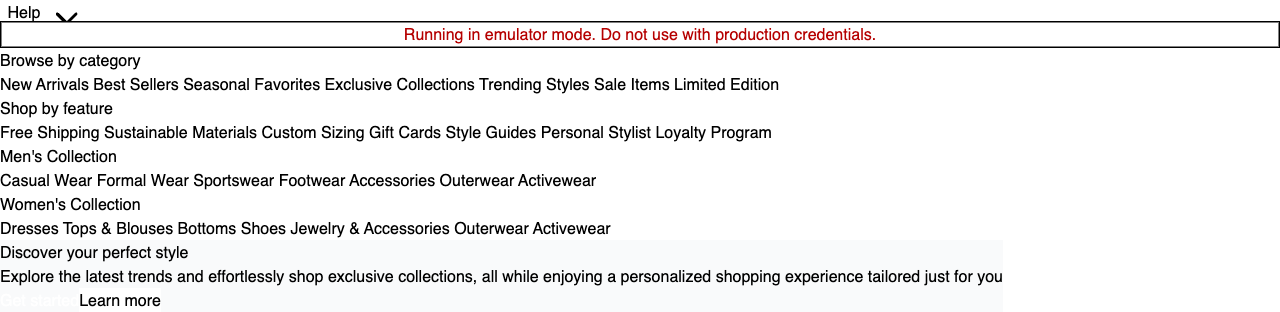 Help
Running in emulator mode. Do not use with production credentials.
Browse by category
New Arrivals Best Sellers Seasonal Favorites Exclusive Collections Trending Styles Sale Items Limited Edition
Shop by feature
Free Shipping Sustainable Materials Custom Sizing Gift Cards Style Guides Personal Stylist Loyalty Program
Men's Collection
Casual Wear Formal Wear Sportswear Footwear Accessories Outerwear Activewear
Women's Collection
Dresses Tops & Blouses Bottoms Shoes Jewelry & Accessories Outerwear Activewear
Discover your perfect style
Explore the latest trends and effortlessly shop exclusive collections, all while enjoying a personalized shopping experience tailored just for you
Learn more